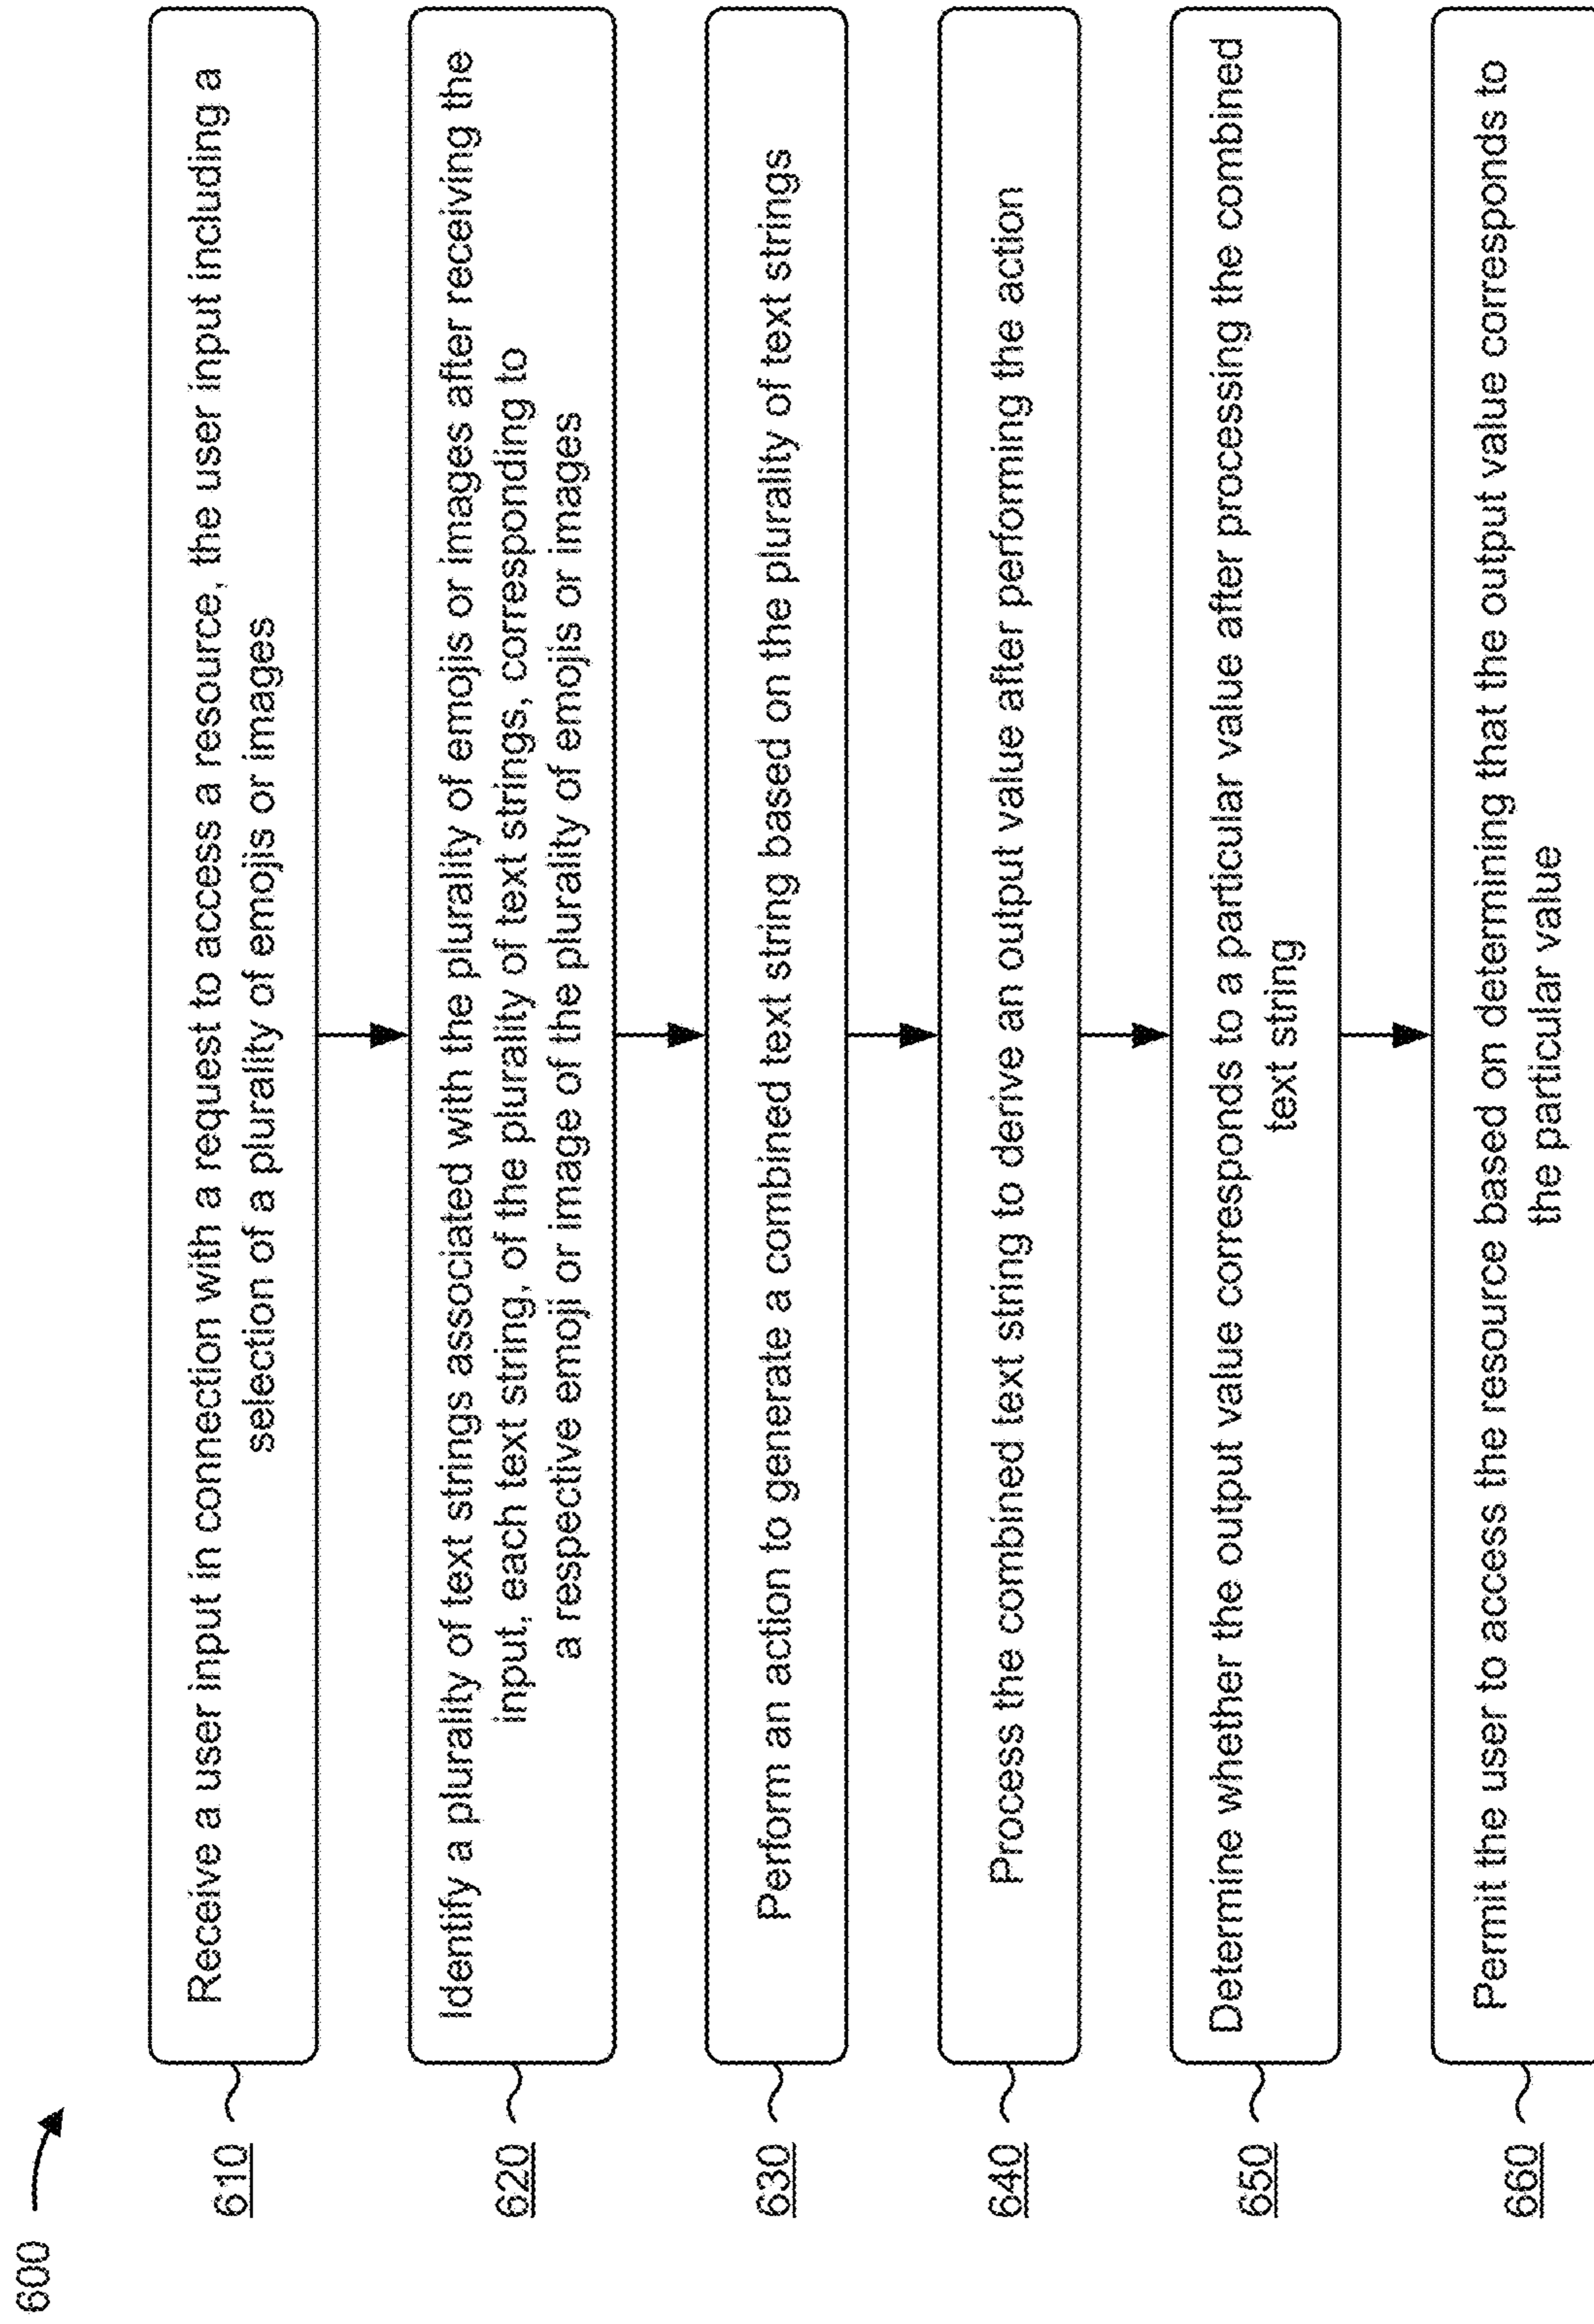 600
610
Receive a user input in connection with a request to access a resource, the user input including a
selection of a plurality of emojis or images
620
Identify a plurality of text strings associated with the plurality of emojis or images after receiving the
input, each text string, of the plurality of text strings, corresponding to
a respective emoji or image of the plurality of emojis or images
630
Perform an action to generate a combined text string based on the plurality of text strings
640
Process the combined text string to derive an output value after performing the action
650
Determine whether the output value corresponds to a particular value after processing the combined
text string
660
Permit the user to access the resource based on determining that the output value corresponds to
the particular value